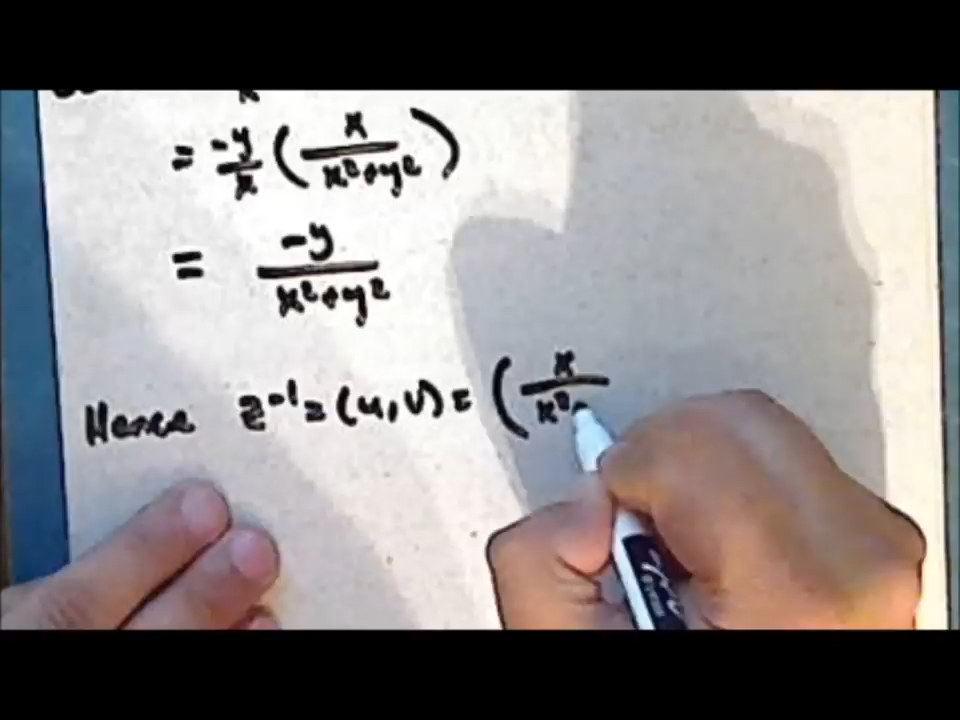 = -y/x ( x/x²+y² )
= -y/x²+y²
Hence z⁻¹ = (u, v) = ( x/x²+